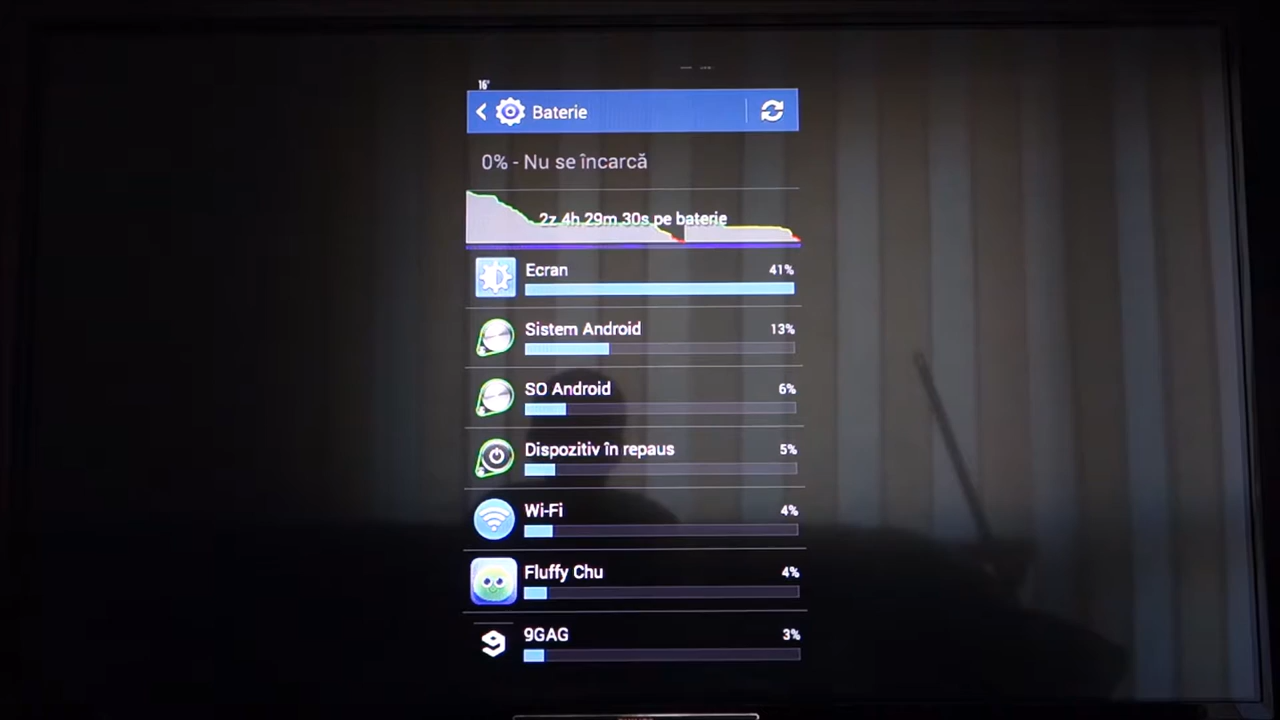 16°
Baterie
0% - Nu se încarcă
2z 4h 29m 30s pe baterie
Ecran 41%
Sistem Android 13%
SO Android 6%
Dispozitiv în repaus 5%
Wi-Fi 4%
Fluffy Chu 4%
9GAG 3%